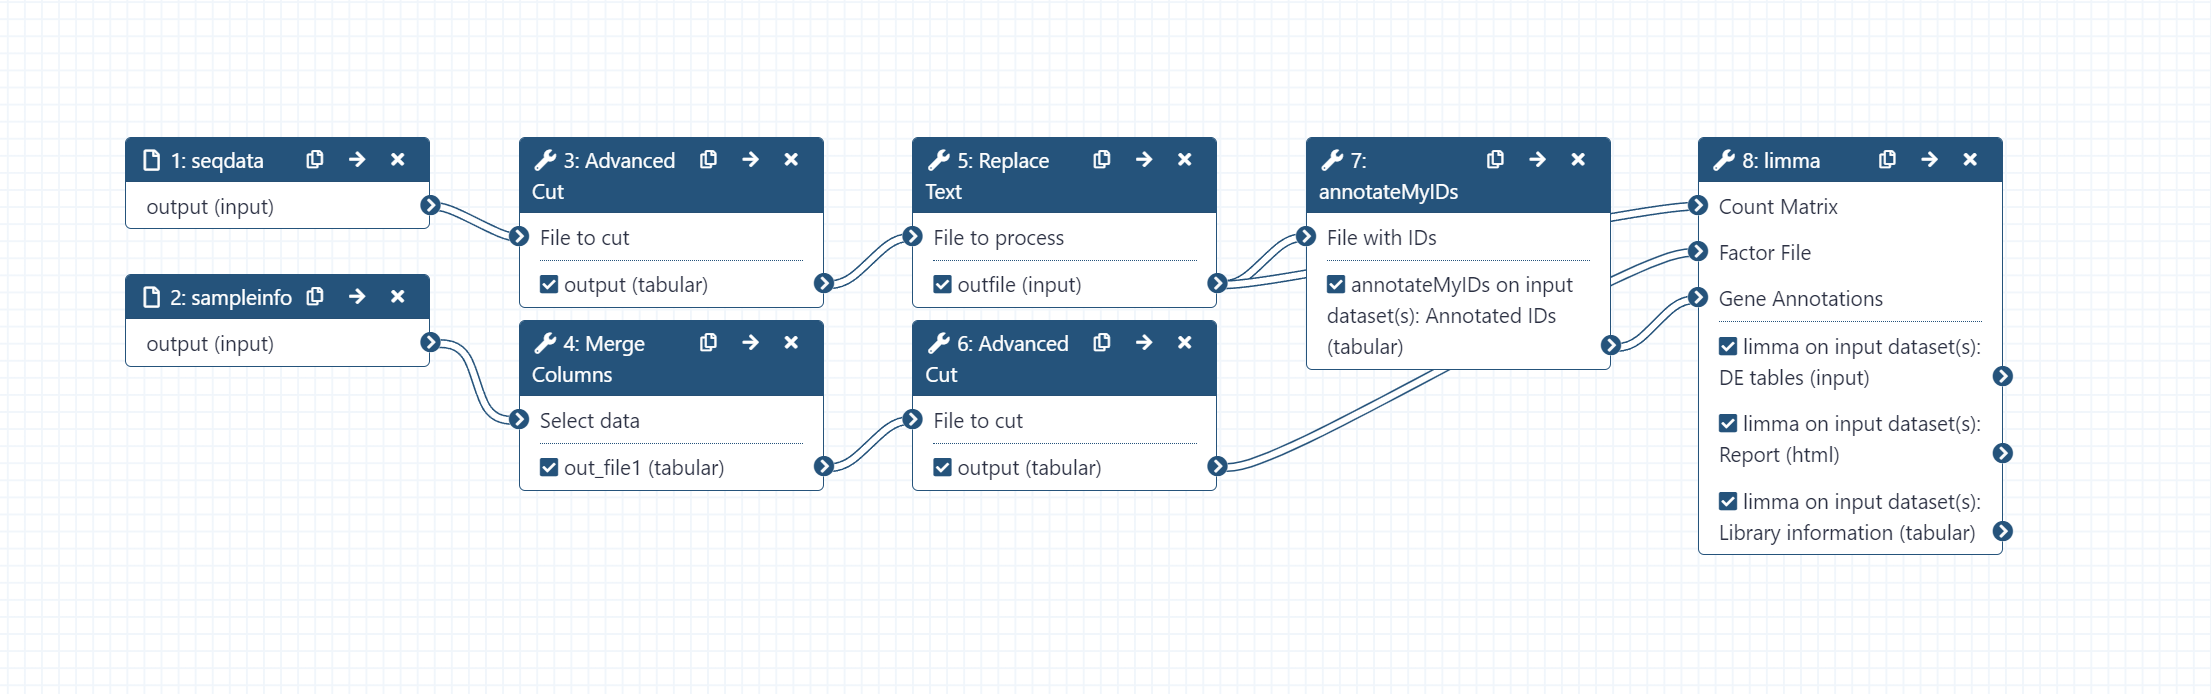 1: seqdata
output (input)
2: sampleinfo
output (input)
3: Advanced
Cut
File to cut
output (tabular)
4: Merge
Columns
Select data
out_file1 (tabular)
5: Replace
Text
File to process
outfile (input)
6: Advanced
Cut
File to cut
output (tabular)
7:
annotateMyIDs
File with IDs
annotateMyIDs on input
dataset(s): Annotated IDs
(tabular)
8: limma
Count Matrix
Factor File
Gene Annotations
limma on input dataset(s):
DE tables (input)
limma on input dataset(s):
Report (html)
limma on input dataset(s):
Library information (tabular)